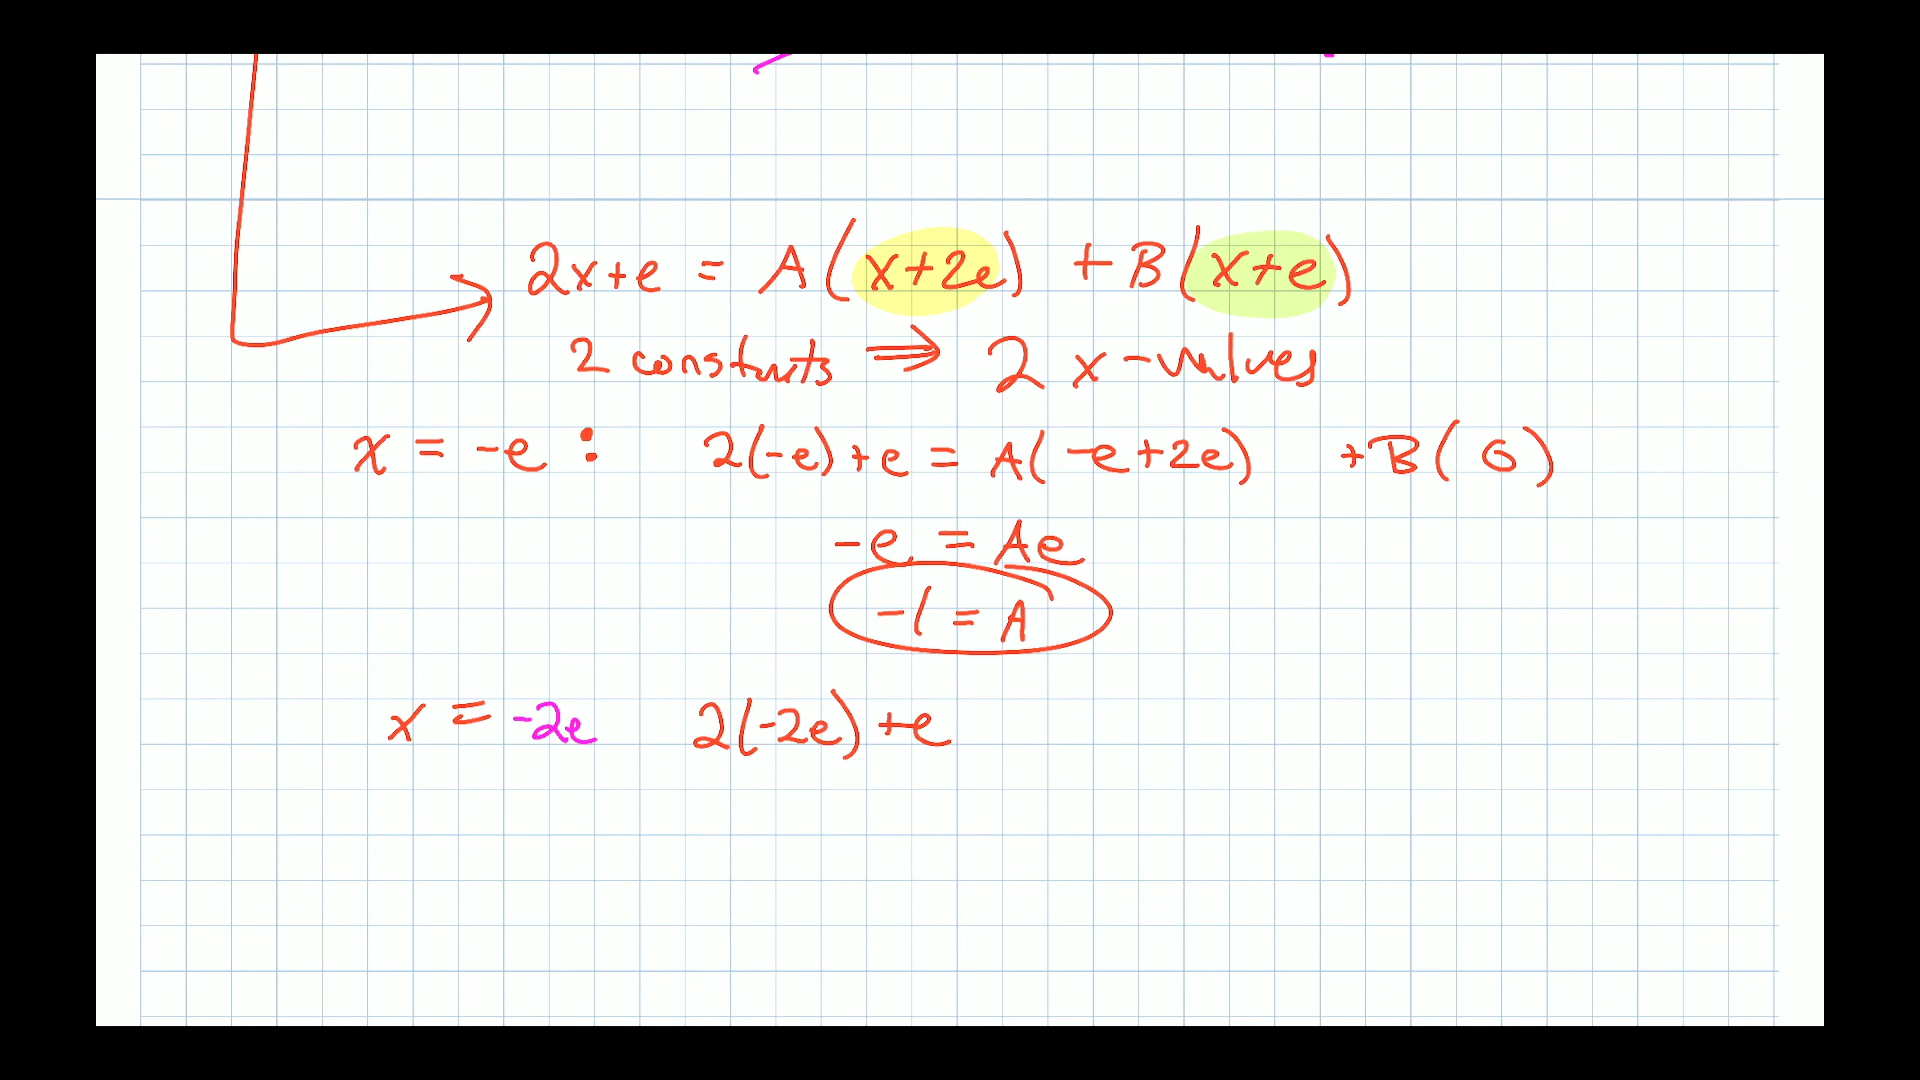 2x+e = A(x+2e) +B(x+e)
2 constants ⇒ 2 x-values
x = -e : 2(-e)+e = A(-e+2e) +B( 0 )
-e = Ae
-1 = A
x = -2e 2(-2e)+e